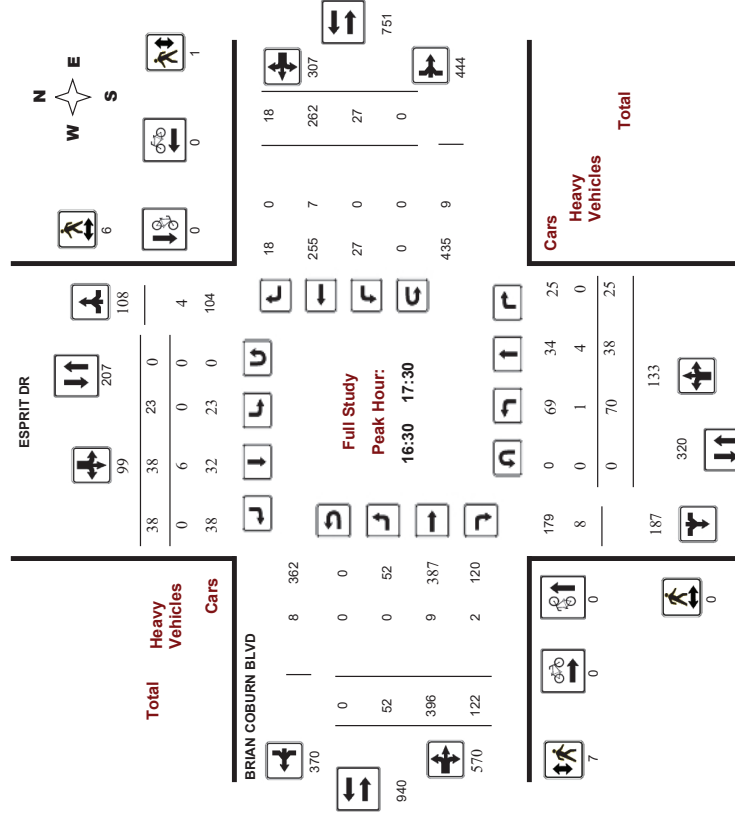 N
W E
S
ESPRIT DR
6
1
0
0
99
207
108
38 38 23 0
0 6 0 0 4
38 32 23 0 104
Total
Heavy
Vehicles
Cars
BRIAN COBURN BLVD
8 362
370
0 0 0
52 0 52
940
396 9 387
570
122 2 120
Full Study
Peak Hour:
16:30 17:30
18 0 18
307
255 7 262
751
27 0 27
0 0 0
435 9
444
Cars
Heavy
Vehicles
Total
179 0 69 34 25
8 0 1 4 0
0 70 38 25
187
320
133
7
0
0
0